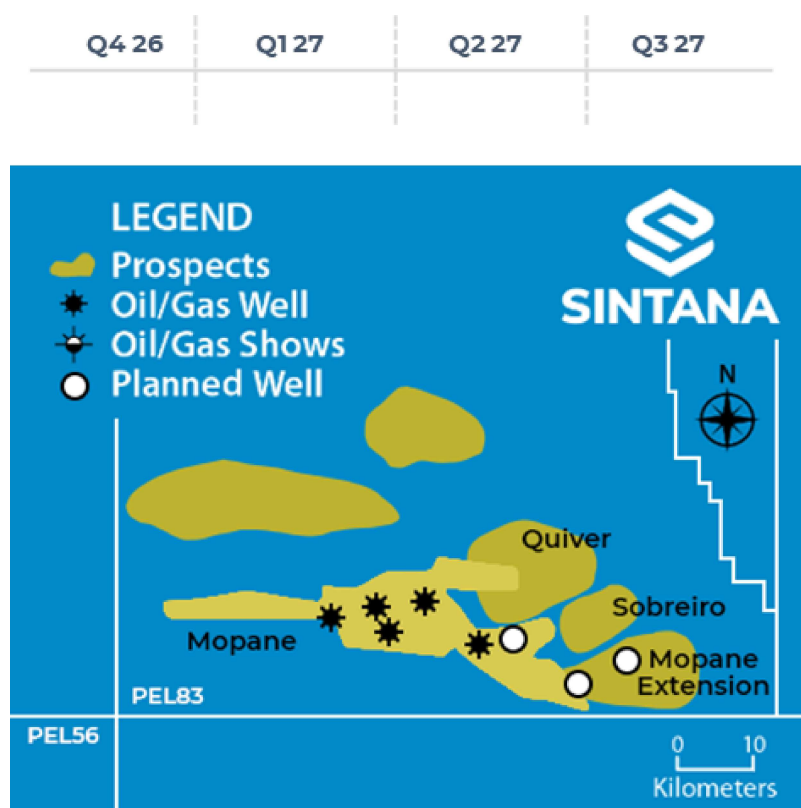 Q4 26 Q1 27 Q2 27 Q3 27
LEGEND
Prospects
Oil/Gas Well
Oil/Gas Shows
Planned Well
SINTANA
N
Quiver
Sobreiro
Mopane
Mopane
Extension
PEL83
PEL56
0 10
Kilometers